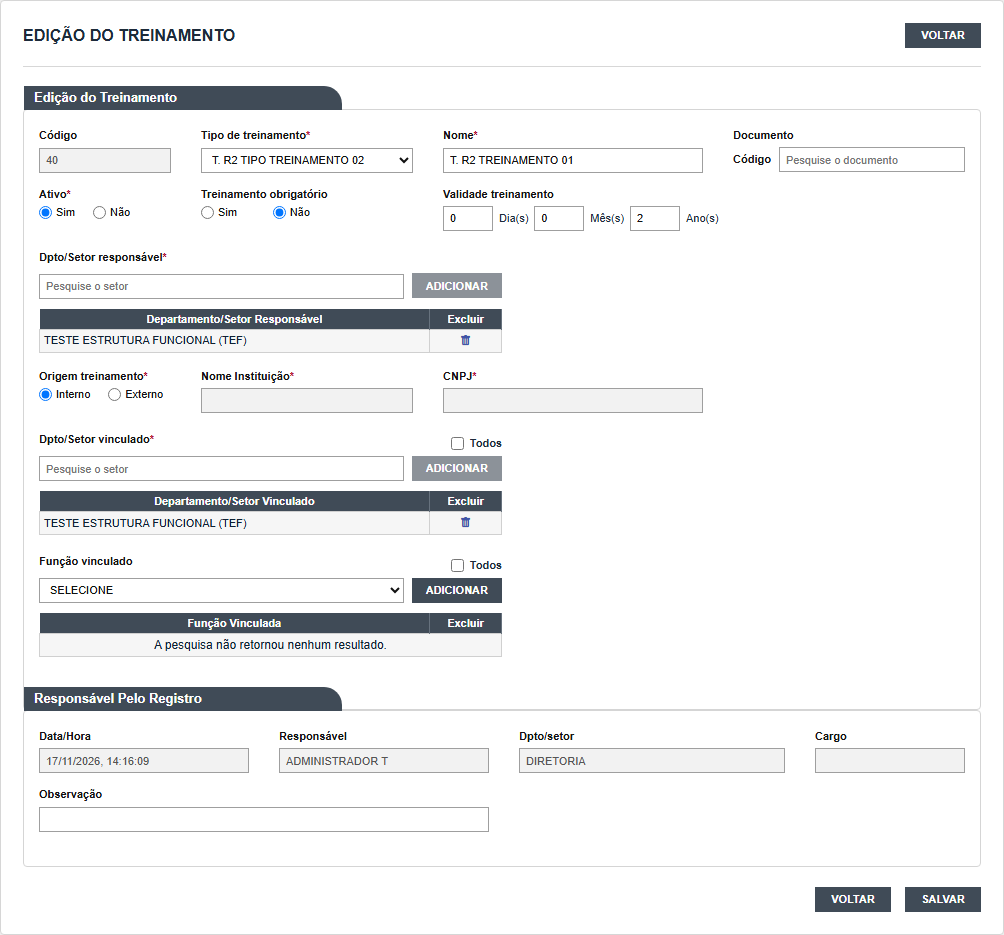 EDIÇÃO DO TREINAMENTO
VOLTAR
Edição do Treinamento
Código
Tipo de treinamento*
Nome*
Documento
40
T. R2 TIPO TREINAMENTO 02
T. R2 TREINAMENTO 01
Código
Pesquise o documento
Ativo*
Treinamento obrigatório
Validade treinamento
Sim
Não
Sim
Não
0
Dia(s)
0
Mês(s)
2
Ano(s)
Dpto/Setor responsável*
Pesquise o setor
ADICIONAR
Departamento/Setor Responsável
Excluir
TESTE ESTRUTURA FUNCIONAL (TEF)
Origem treinamento*
Nome Instituição*
CNPJ*
Interno
Externo
Dpto/Setor vinculado*
Todos
Pesquise o setor
ADICIONAR
Departamento/Setor Vinculado
Excluir
TESTE ESTRUTURA FUNCIONAL (TEF)
Função vinculado
Todos
SELECIONE
ADICIONAR
Função Vinculada
Excluir
A pesquisa não retornou nenhum resultado.
Responsável Pelo Registro
Data/Hora
Responsável
Dpto/setor
Cargo
17/11/2026, 14:16:09
ADMINISTRADOR T
DIRETORIA
Observação
VOLTAR
SALVAR